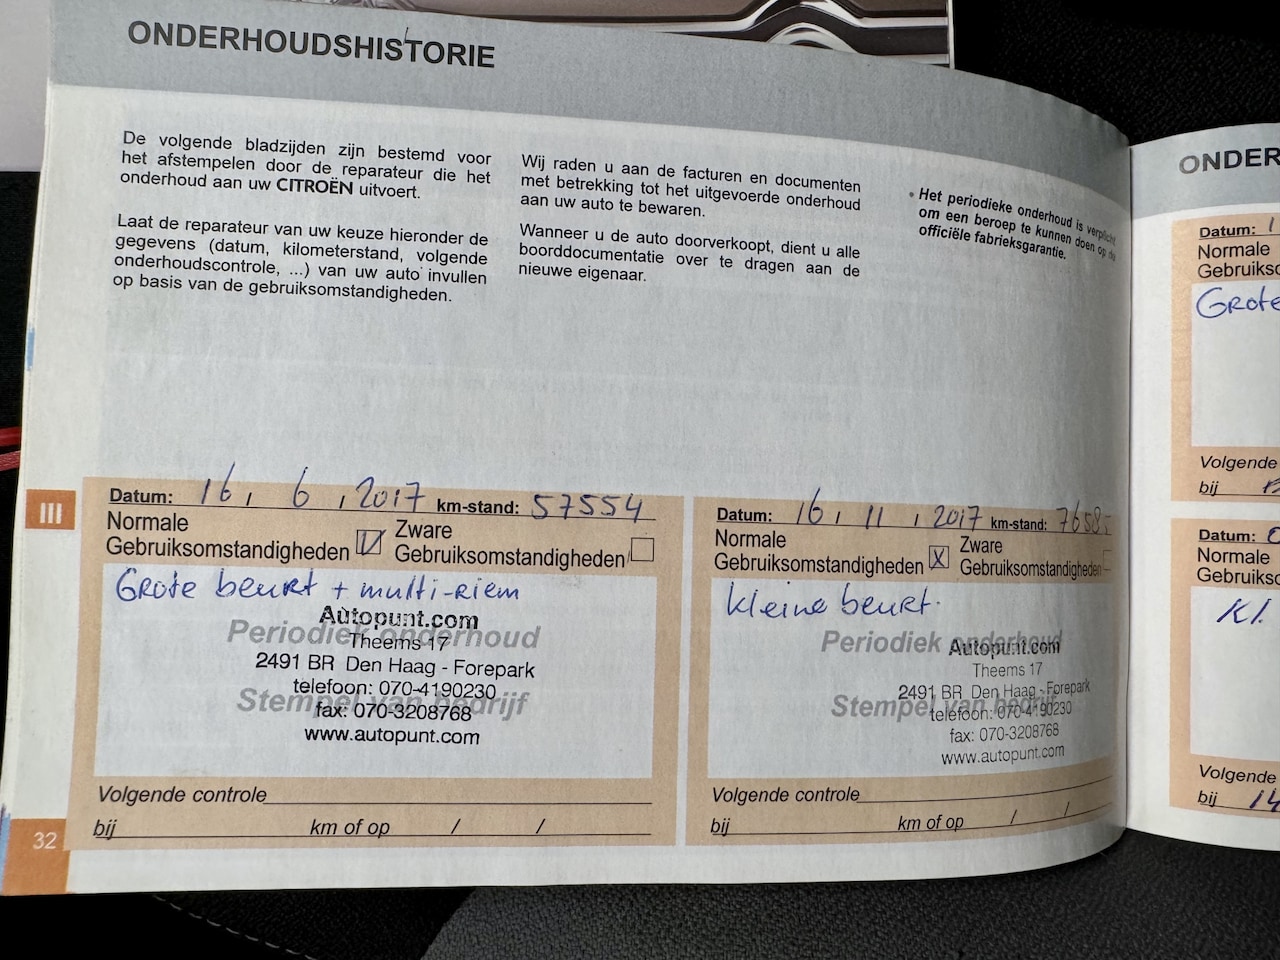 ONDERHOUDSHISTORIE
De volgende bladzijden zijn bestemd voor
het afstempelen door de reparateur die het
onderhoud aan uw CITROËN uitvoert.
Laat de reparateur van uw keuze hieronder de
gegevens (datum, kilometerstand, volgende
onderhoudscontrole, ...) van uw auto invullen
op basis van de gebruiksomstandigheden.
Wij raden u aan de facturen en documenten
met betrekking tot het uitgevoerde onderhoud
aan uw auto te bewaren.
Wanneer u de auto doorverkoopt, dient u alle
boorddocumentatie over te dragen aan de
nieuwe eigenaar.
• Het periodieke onderhoud is verplicht
om een beroep te kunnen doen op de
officiële fabrieksgarantie.
III
Datum: 16, 6, 2017 km-stand: 57554
Normale
Gebruiksomstandigheden
Zware
Gebruiksomstandigheden
Grote beurt + multi-riem
Periodiek onderhoud
Stempel van bedrijf
Autopunt.com
Theems 17
2491 BR Den Haag - Forepark
telefoon: 070-4190230
fax: 070-3208768
www.autopunt.com
Volgende controle
bij km of op / /
Datum: 16, 11, 2017 km-stand:
Normale
Gebruiksomstandigheden X
Zware
Gebruiksomstandigheden
Kleine beurt.
Periodiek onderhoud
Stempel van bedrijf
Autopunt.com
Theems 17
2491 BR Den Haag - Forepark
telefoon: 070-4190230
fax: 070-3208768
www.autopunt.com
Volgende controle
bij km of op / /
32
ONDER
Datum:
Normale
Gebruikso
Grote
Volgende
bij
Datum:
Normale
Gebruikso
Kl.
Volgende
bij 14